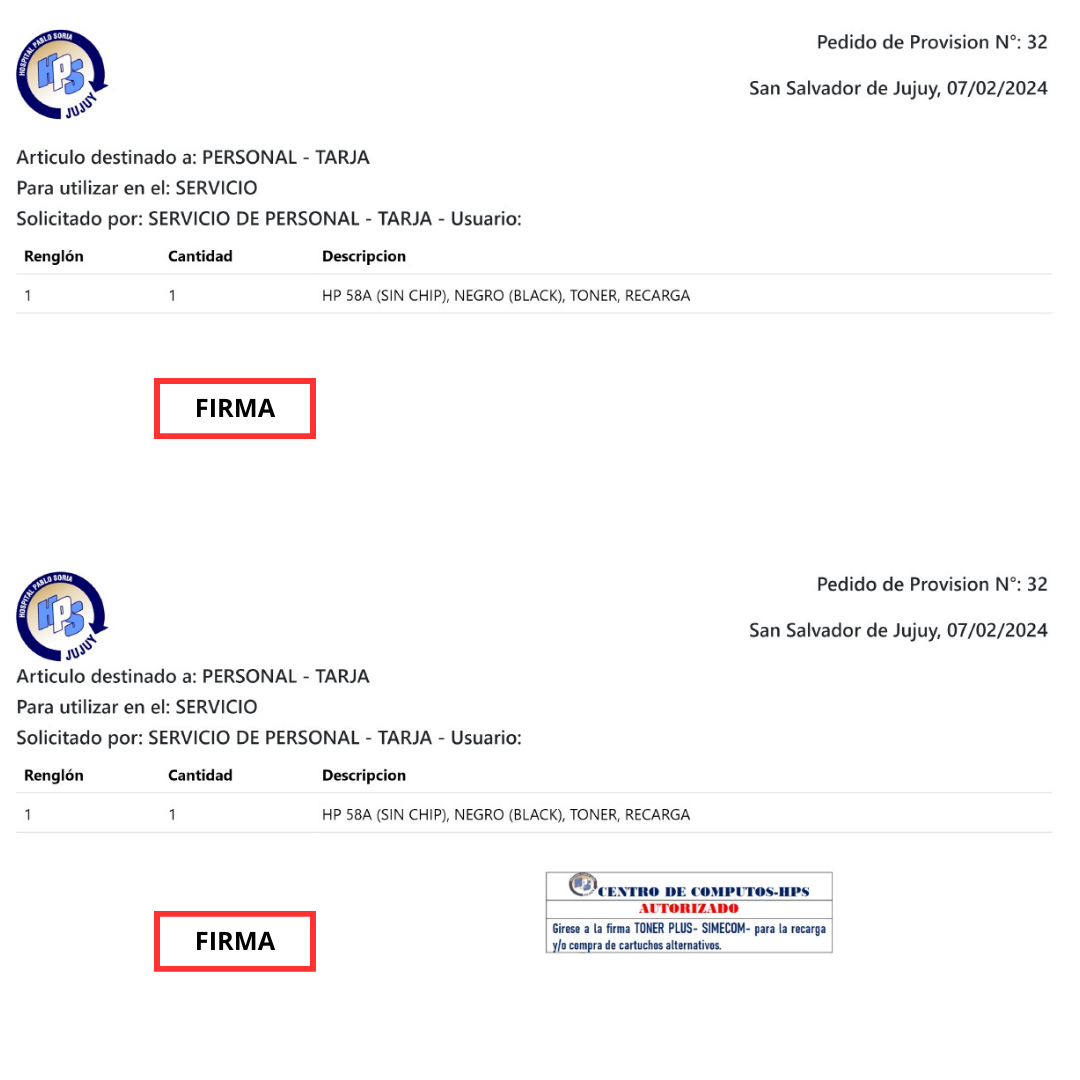 HOSPITAL PABLO SORIA
HPS
JUJUY
Pedido de Provision N°: 32
San Salvador de Jujuy, 07/02/2024
Articulo destinado a: PERSONAL - TARJA
Para utilizar en el: SERVICIO
Solicitado por: SERVICIO DE PERSONAL - TARJA - Usuario:
Renglón Cantidad Descripcion
1 1 HP 58A (SIN CHIP), NEGRO (BLACK), TONER, RECARGA
FIRMA
HOSPITAL PABLO SORIA
HPS
JUJUY
Pedido de Provision N°: 32
San Salvador de Jujuy, 07/02/2024
Articulo destinado a: PERSONAL - TARJA
Para utilizar en el: SERVICIO
Solicitado por: SERVICIO DE PERSONAL - TARJA - Usuario:
Renglón Cantidad Descripcion
1 1 HP 58A (SIN CHIP), NEGRO (BLACK), TONER, RECARGA
HPS
CENTRO DE COMPUTOS-HPS
AUTORIZADO
Girese a la firma TONER PLUS- SIMECOM- para la recarga
y/o compra de cartuchos alternativos.
FIRMA